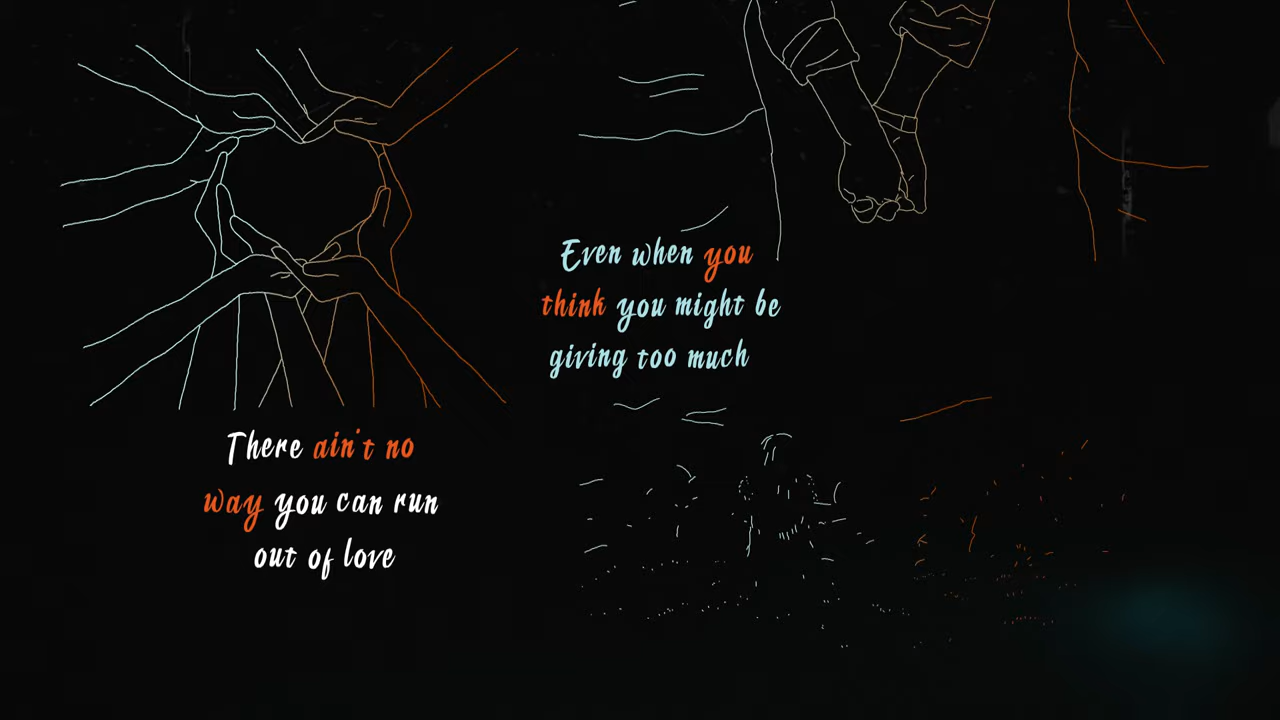 There ain't no
way you can run
out of love
Even when you
think you might be
giving too much